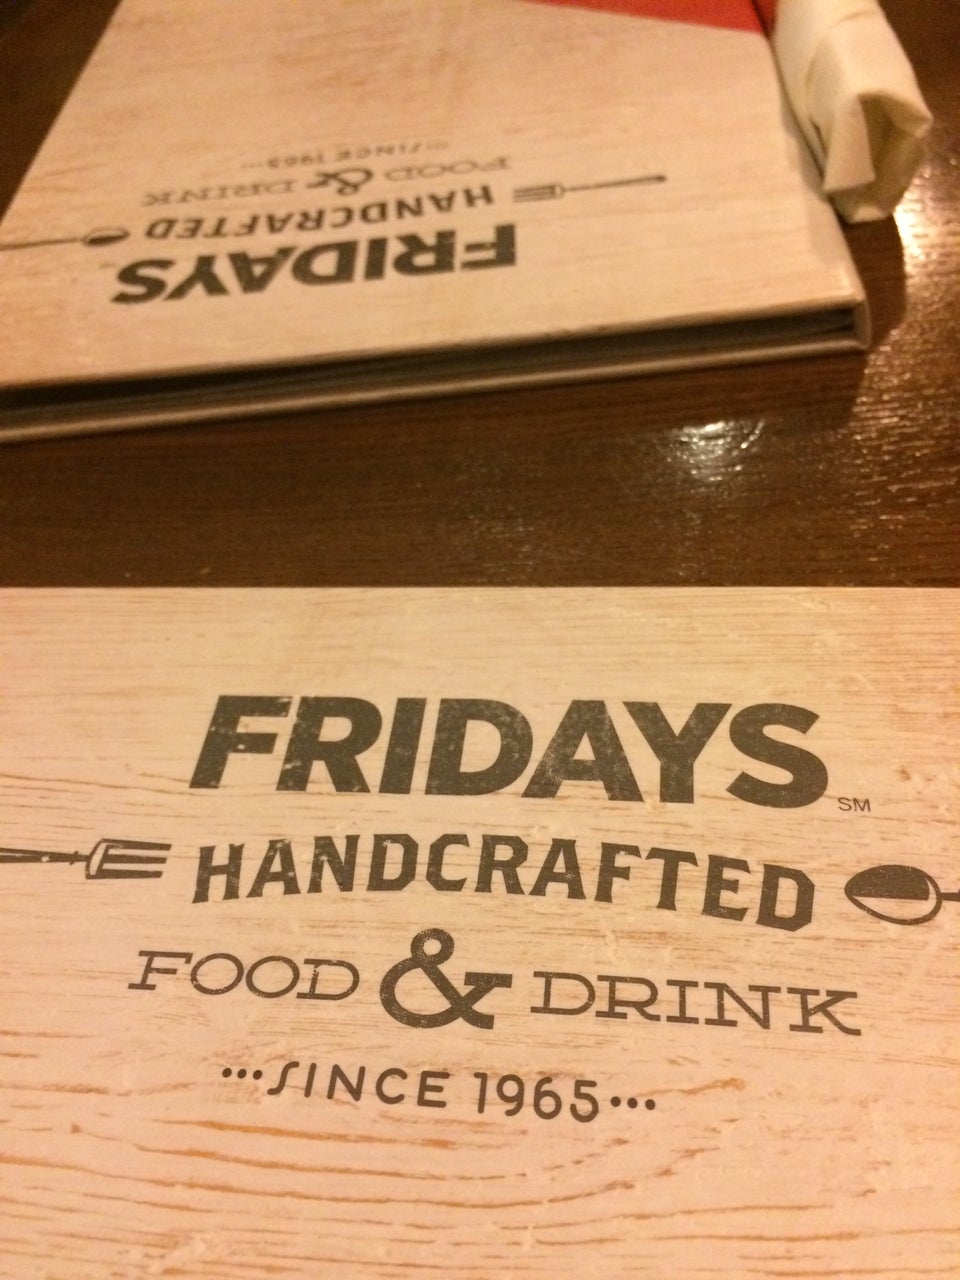 ...SINCE 1965...
FOOD & DRINK
HANDCRAFTED
FRIDAYS
FRIDAYS SM
HANDCRAFTED
FOOD & DRINK
...SINCE 1965...